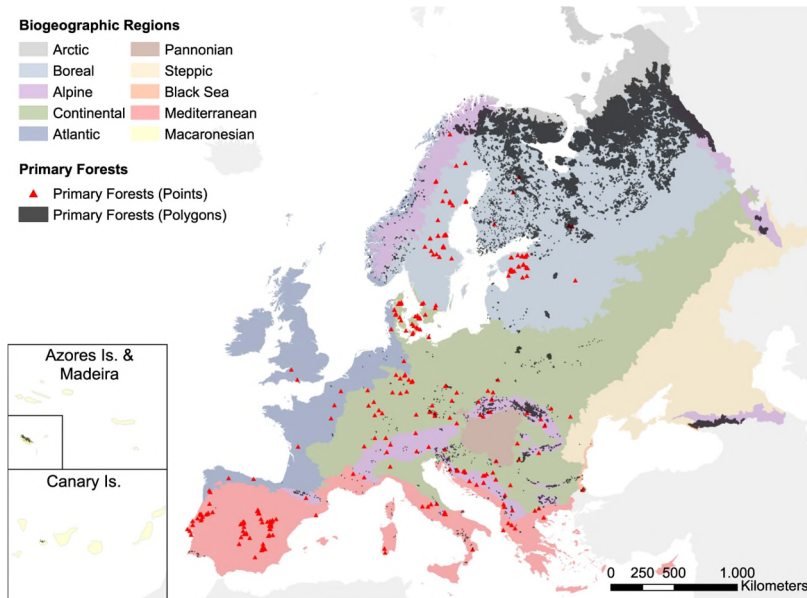 Biogeographic Regions
Arctic
Pannonian
Boreal
Steppic
Alpine
Black Sea
Continental
Mediterranean
Atlantic
Macaronesian
Primary Forests
Primary Forests (Points)
Primary Forests (Polygons)
Azores Is. &
Madeira
Canary Is.
0 250 500 1.000
Kilometers